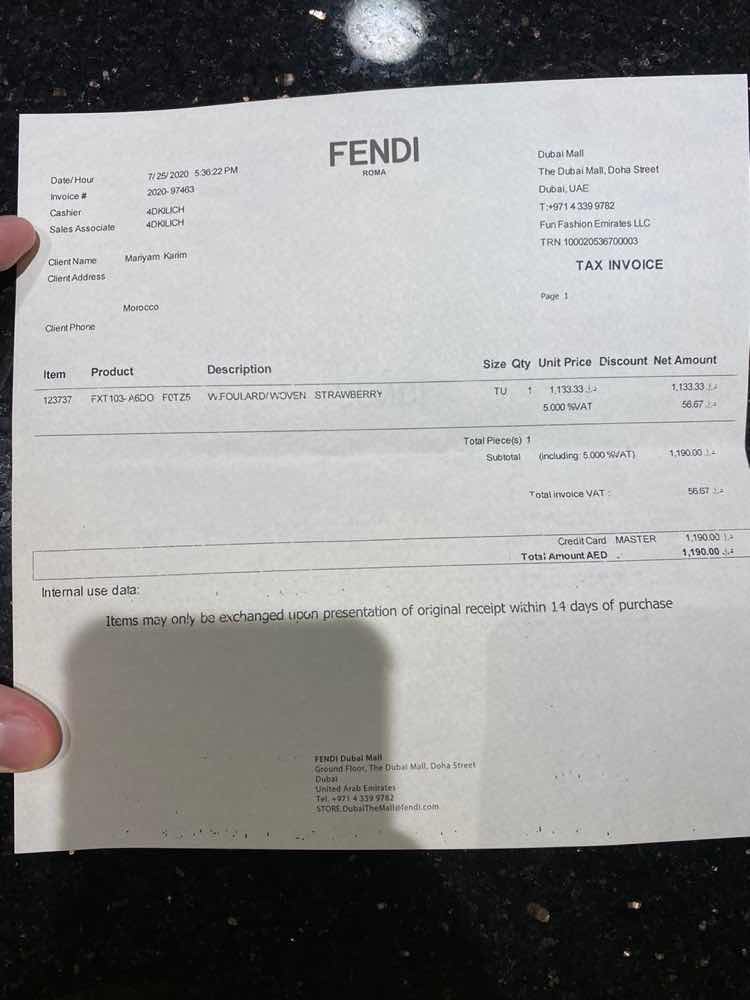 FENDI
ROMA
Date/Hour 7/25/2020 5:36:22 PM
Invoice # 2020-97463
Cashier 4DKILICH
Sales Associate 4DKILICH
Client Name Mariyam Karim
Client Address
Morocco
Client Phone
Dubai Mall
The Dubai Mall, Doha Street
Dubai, UAE
T:+971 4 339 9782
Fun Fashion Emirates LLC
TRN 100020536700003
TAX INVOICE
Page 1
Item Product Description Size Qty Unit Price Discount Net Amount
123737 FXT103-A6DO F0TZ5 W.FOULARD/WOVEN STRAWBERRY TU 1 1,133.33 د.إ 1,133.33 د.إ
5.000 %VAT 56.67 د.إ
Total Piece(s) 1
Subtotal (including: 5.000 %VAT) 1,190.00 د.إ
Total invoice VAT : 56.67 د.إ
Credit Card MASTER 1,190.00 د.إ
Total Amount AED 1,190.00 د.إ
Internal use data:
Items may only be exchanged upon presentation of original receipt within 14 days of purchase
FENDI Dubai Mall
Ground Floor, The Dubai Mall, Doha Street
Dubai
United Arab Emirates
Tel. +971 4 339 9782
STORE.DubaiTheMall@fendi.com